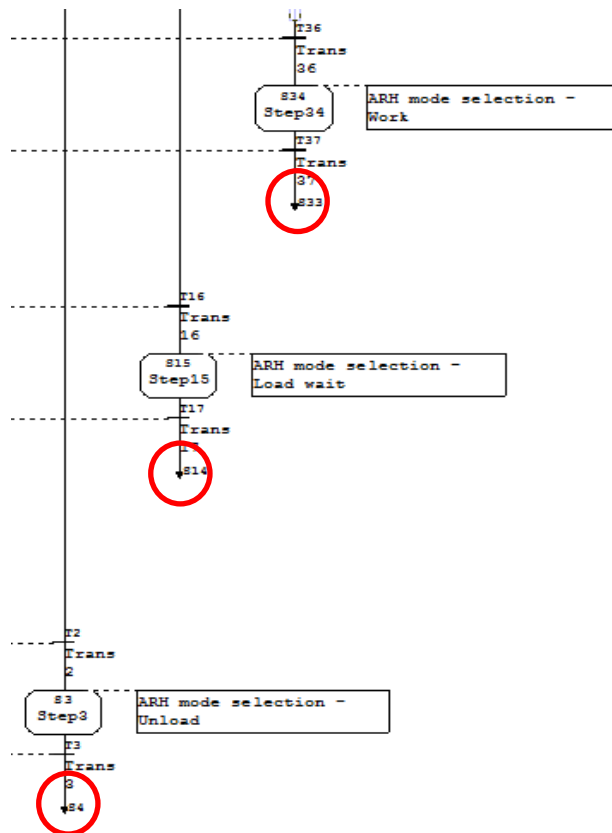 T36
Trans
36
S34
Step34
ARH mode selection -
Work
T37
Trans
37
S33
T16
Trans
16
S15
Step15
ARH mode selection -
Load wait
T17
Trans
17
S14
T2
Trans
2
S3
Step3
ARH mode selection -
Unload
T3
Trans
3
S4